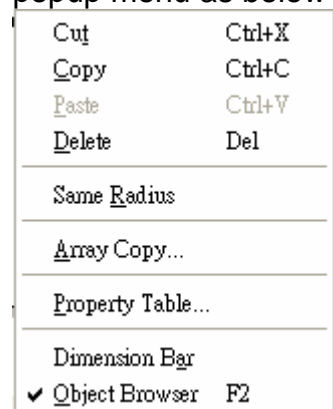 popup menu as below
Cut Ctrl+X
Copy Ctrl+C
Paste Ctrl+V
Delete Del
Same Radius
Array Copy...
Property Table...
Dimension Bar
✔ Object Browser F2